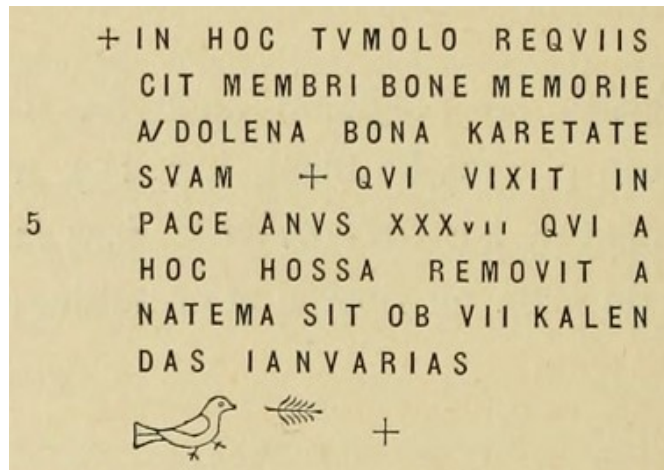 + IN HOC TVMOLO REQVIIS
CIT MEMBRI BONE MEMORIE
A/DOLENA BONA KARETATE
SVAM + QVI VIXIT IN
5 PACE ANVS XXXVII QVI A
HOC HOSSA REMOVIT A
NATEMA SIT OB VII KALEN
DAS IANVARIAS
+